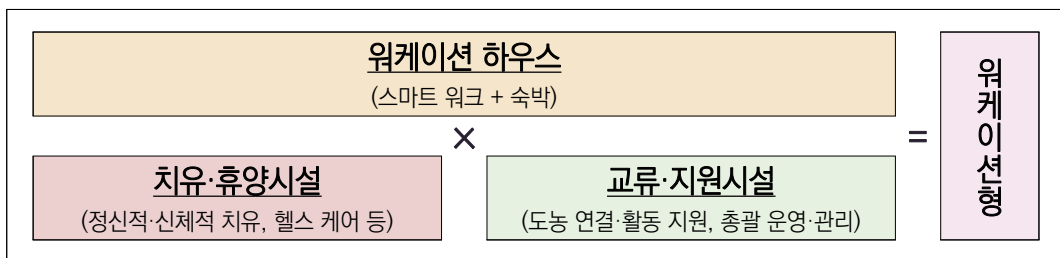 워케이션 하우스
(스마트 워크 + 숙박)
×
치유·휴양시설
(정신적·신체적 치유, 헬스 케어 등)
교류·지원시설
(도농 연결·활동 지원, 총괄 운영·관리)
=
워케이션형